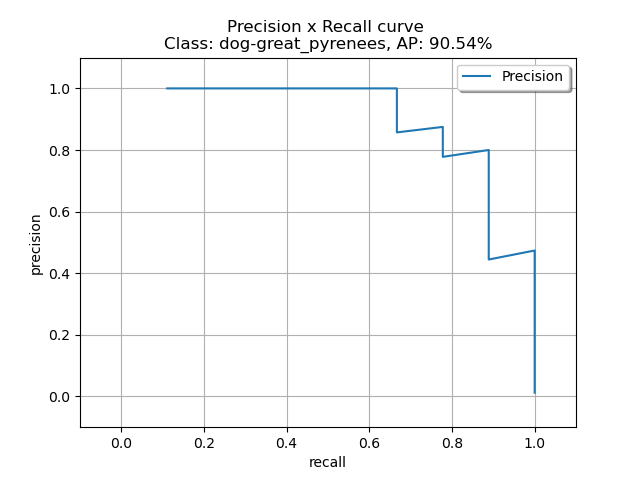 Precision x Recall curve
Class: dog-great_pyrenees, AP: 90.54%
Precision
1.0
0.8
0.6
0.4
0.2
0.0
precision
0.0 0.2 0.4 0.6 0.8 1.0
recall